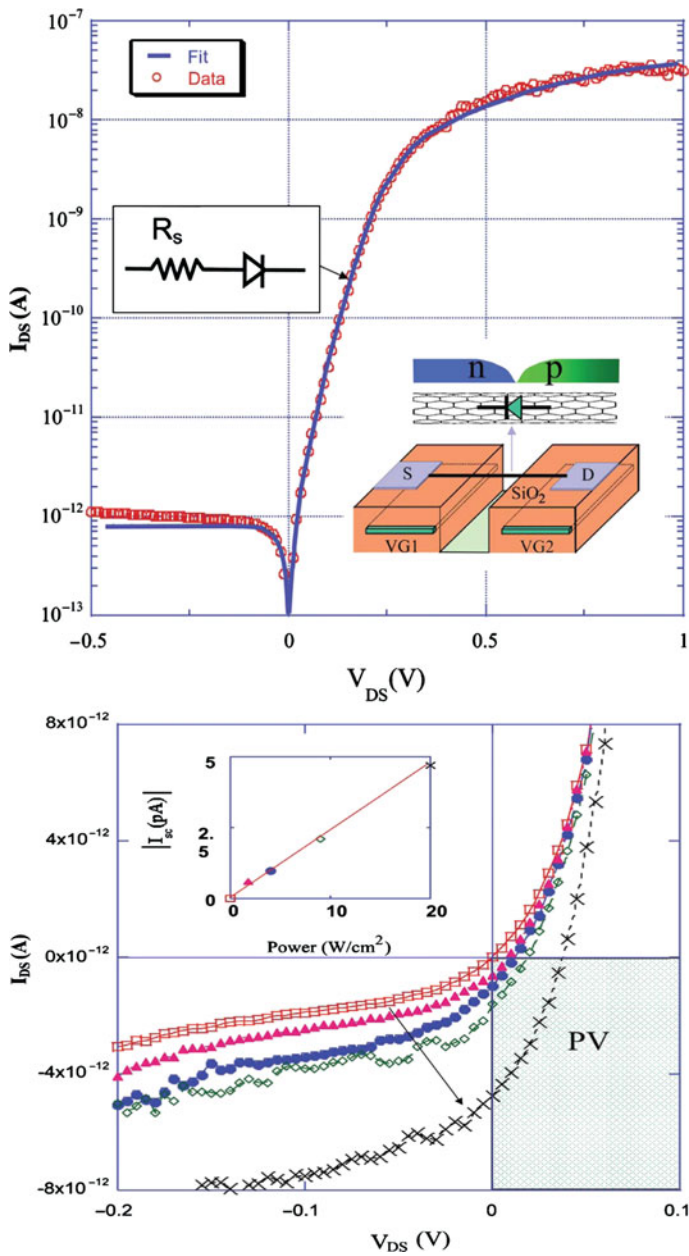 10⁻⁷
Fit
Data
10⁻⁸
10⁻⁹
R_s
10⁻¹⁰
I_DS(A)
n p
10⁻¹¹
S SiO₂ D
10⁻¹²
VG1 VG2
10⁻¹³
−0.5 0 0.5 1
V_DS(V)
8x10⁻¹²
5
|I_sc(pA)|
2.
5
4x10⁻¹²
0
0 10 20
Power (W/cm²)
I_DS(A)
0x10⁻¹²
PV
-4x10⁻¹²
-8x10⁻¹²
-0.2 -0.1 0 0.1
V_DS (V)